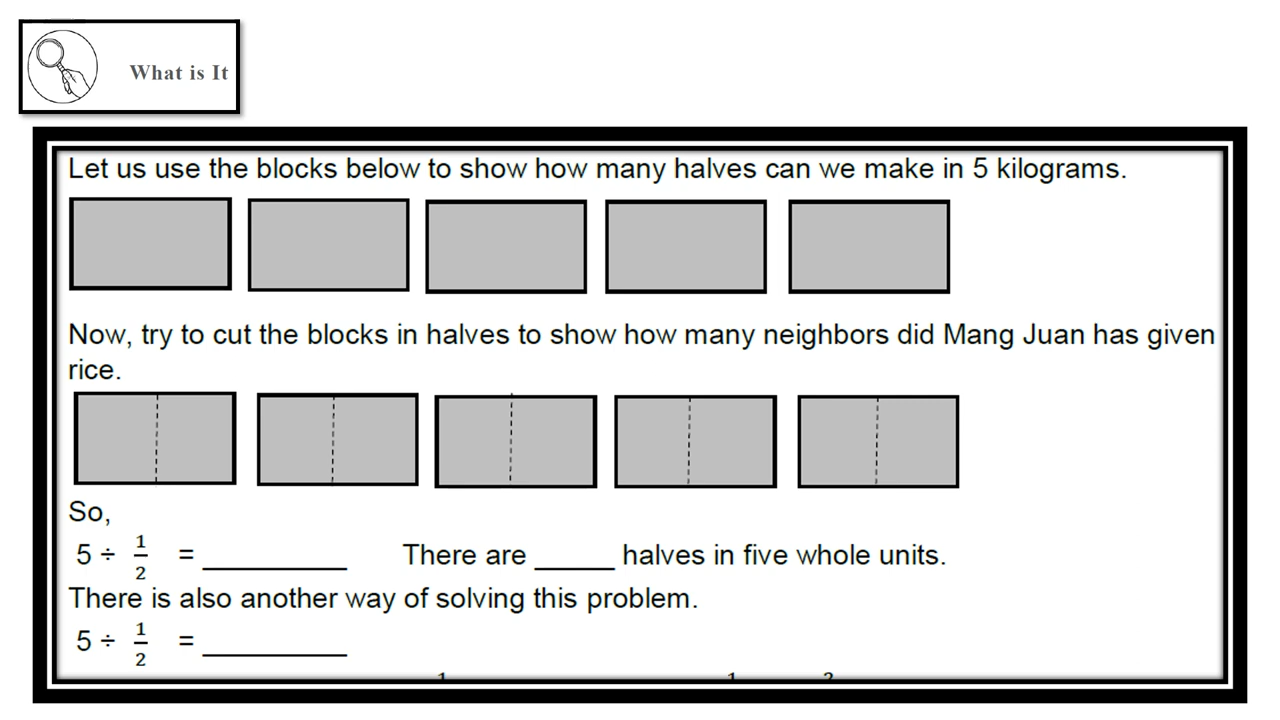 What is It
Let us use the blocks below to show how many halves can we make in 5 kilograms.
Now, try to cut the blocks in halves to show how many neighbors did Mang Juan has given
rice.
So,
5 ÷ 1/2 = __________ There are _____ halves in five whole units.
There is also another way of solving this problem.
5 ÷ 1/2 = __________